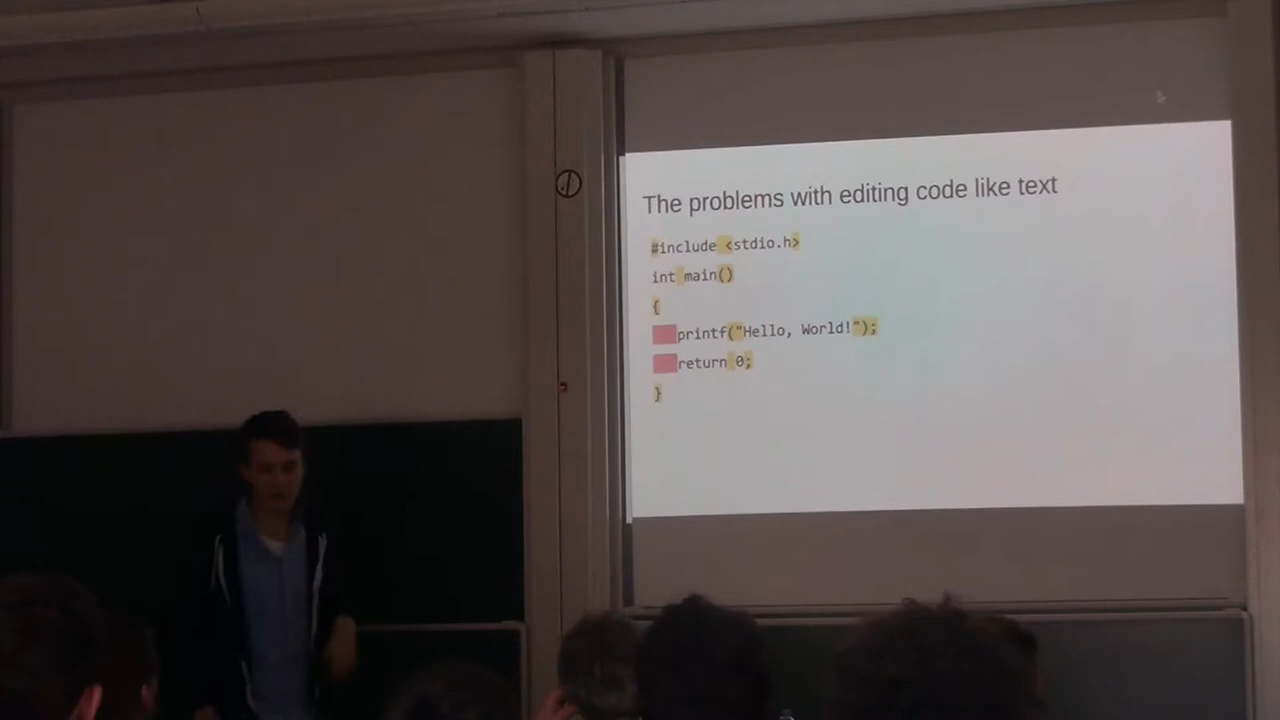 The problems with editing code like text
#include <stdio.h>
int main()
{
printf("Hello, World!");
return 0;
}